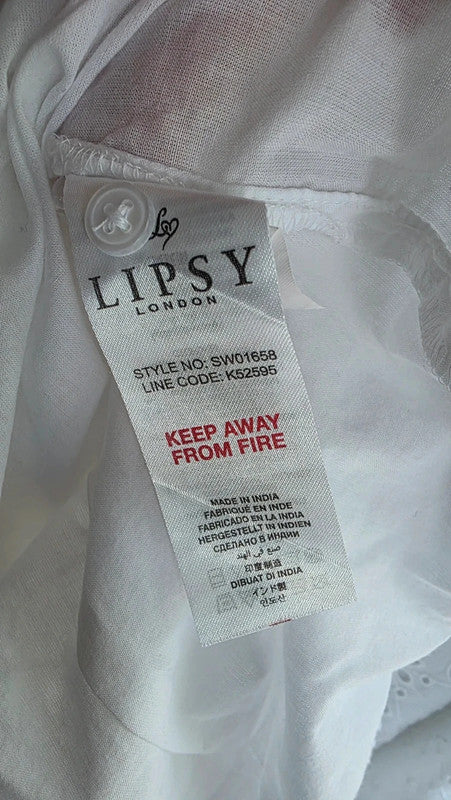 LIPSY
LONDON
STYLE NO: SW01658
LINE CODE: K52595
KEEP AWAY
FROM FIRE
MADE IN INDIA
FABRIQUÉ EN INDE
FABRICADO EN LA INDIA
HERGESTELLT IN INDIEN
СДЕЛАНО В ИНДИИ
صنع في الهند
印度制造
DIBUAT DI INDIA
インド製
인도산